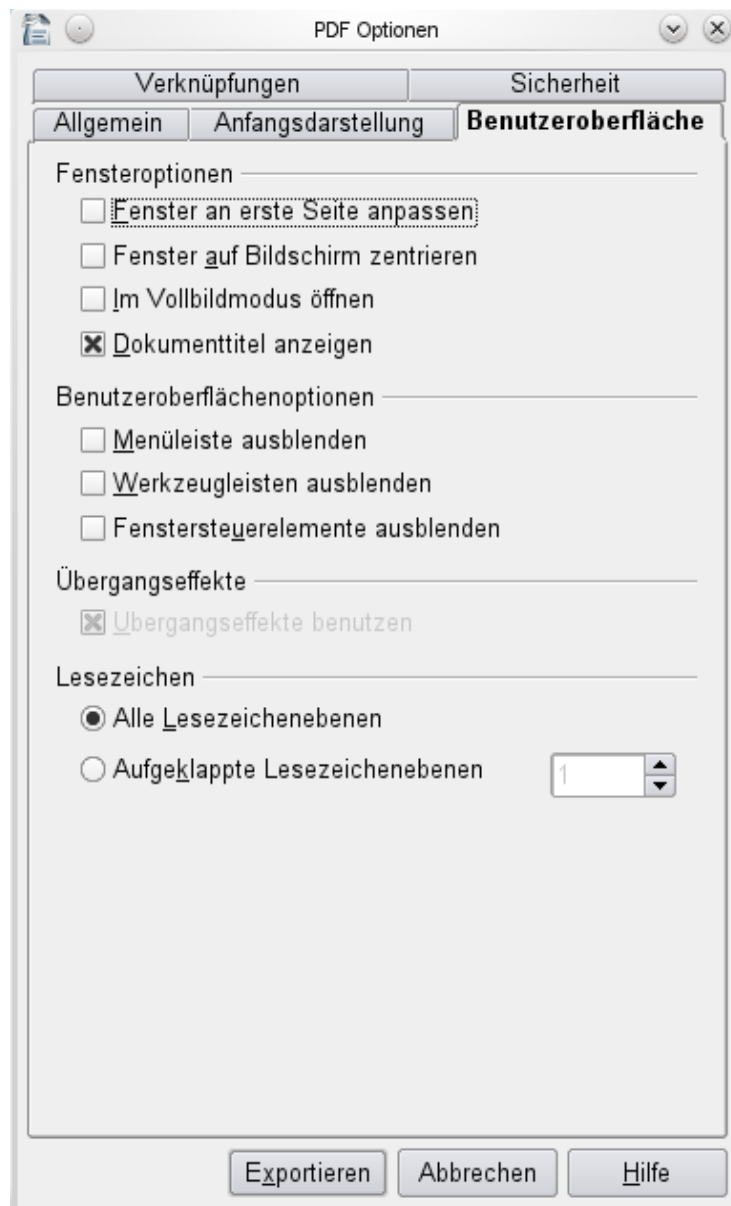 PDF Optionen
Verknüpfungen Sicherheit
Allgemein Anfangsdarstellung Benutzeroberfläche
Fensteroptionen
Fenster an erste Seite anpassen
Fenster auf Bildschirm zentrieren
Im Vollbildmodus öffnen
Dokumenttitel anzeigen
Benutzeroberflächenoptionen
Menüleiste ausblenden
Werkzeugleisten ausblenden
Fenstersteuerelemente ausblenden
Übergangseffekte
Übergangseffekte benutzen
Lesezeichen
Alle Lesezeichenebenen
Aufgeklappte Lesezeichenebenen 1
Exportieren Abbrechen Hilfe